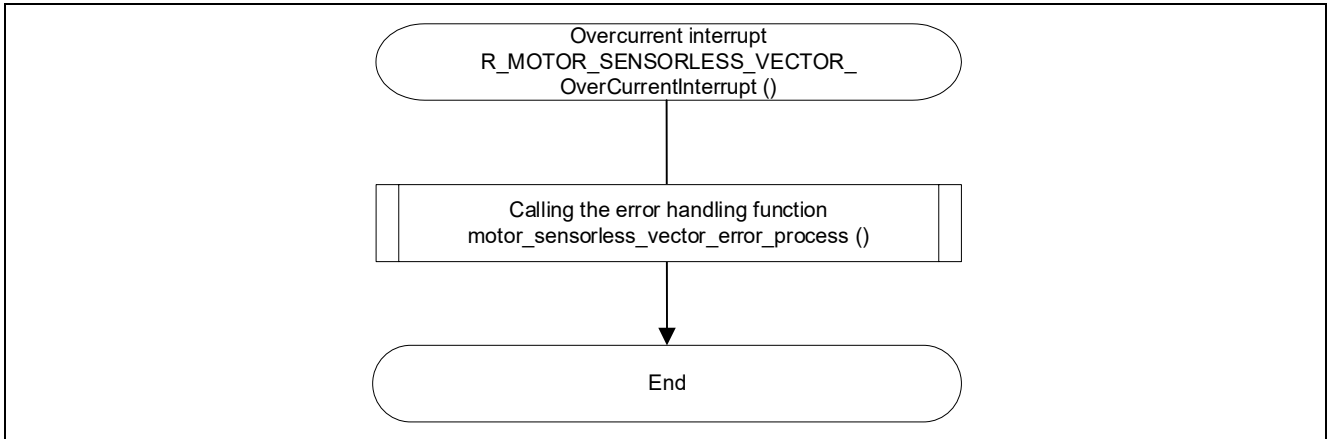 Overcurrent interrupt
R_MOTOR_SENSORLESS_VECTOR_
OverCurrentInterrupt ()
Calling the error handling function
motor_sensorless_vector_error_process ()
End